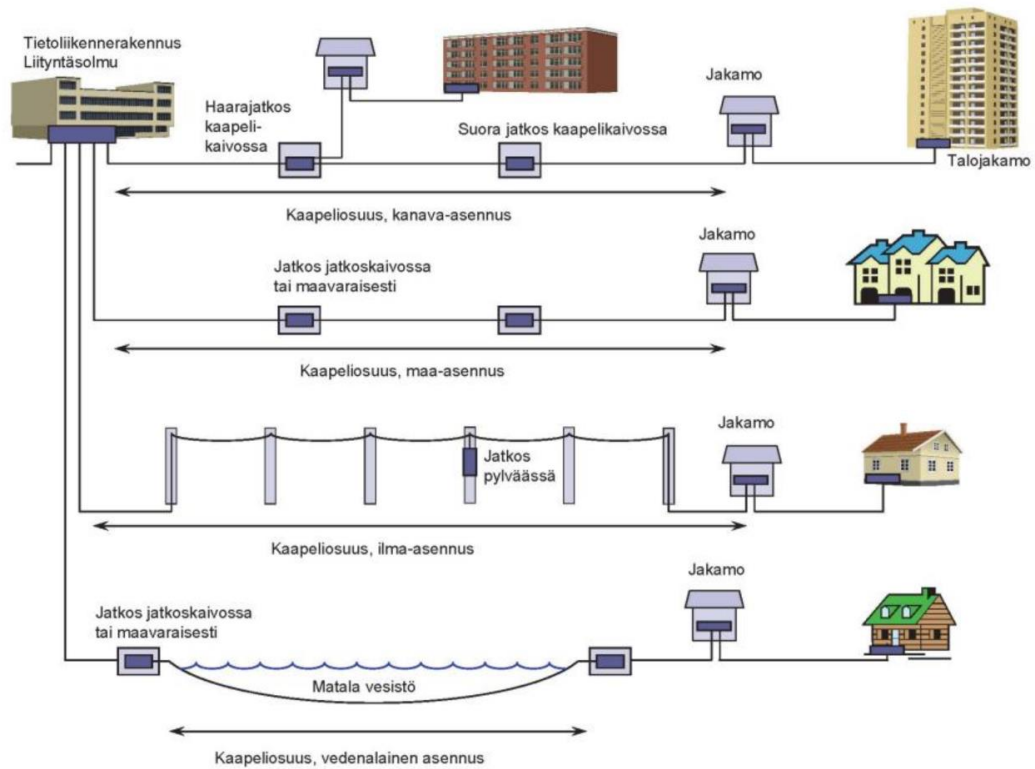 Tietoliikennerakennus
Liityntäsolmu
Haarajatkos
kaapeli-
kaivossa
Suora jatkos kaapelikaivossa
Jakamo
Talojakamo
Kaapeliosuus, kanava-asennus
Jatkos jatkoskaivossa
tai maavaraisesti
Jakamo
Kaapeliosuus, maa-asennus
Jatkos
pylväässä
Jakamo
Kaapeliosuus, ilma-asennus
Jatkos jatkoskaivossa
tai maavaraisesti
Jakamo
Matala vesistö
Kaapeliosuus, vedenalainen asennus